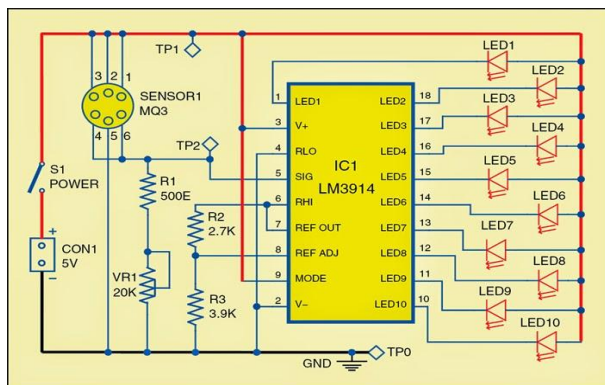 TP1
3 2 1
SENSOR1
MQ3
4 5 6
TP2
S1
POWER
R1
500E
CON1
5V
+
−
VR1
20K
R2
2.7K
R3
3.9K
IC1
LM3914
1 LED1
3 V+
4 RLO
5 SIG
6 RHI
7 REF OUT
8 REF ADJ
9 MODE
2 V−
LED2 18
LED3 17
LED4 16
LED5 15
LED6 14
LED7 13
LED8 12
LED9 11
LED10 10
LED1
LED2
LED3
LED4
LED5
LED6
LED7
LED8
LED9
LED10
GND
TP0